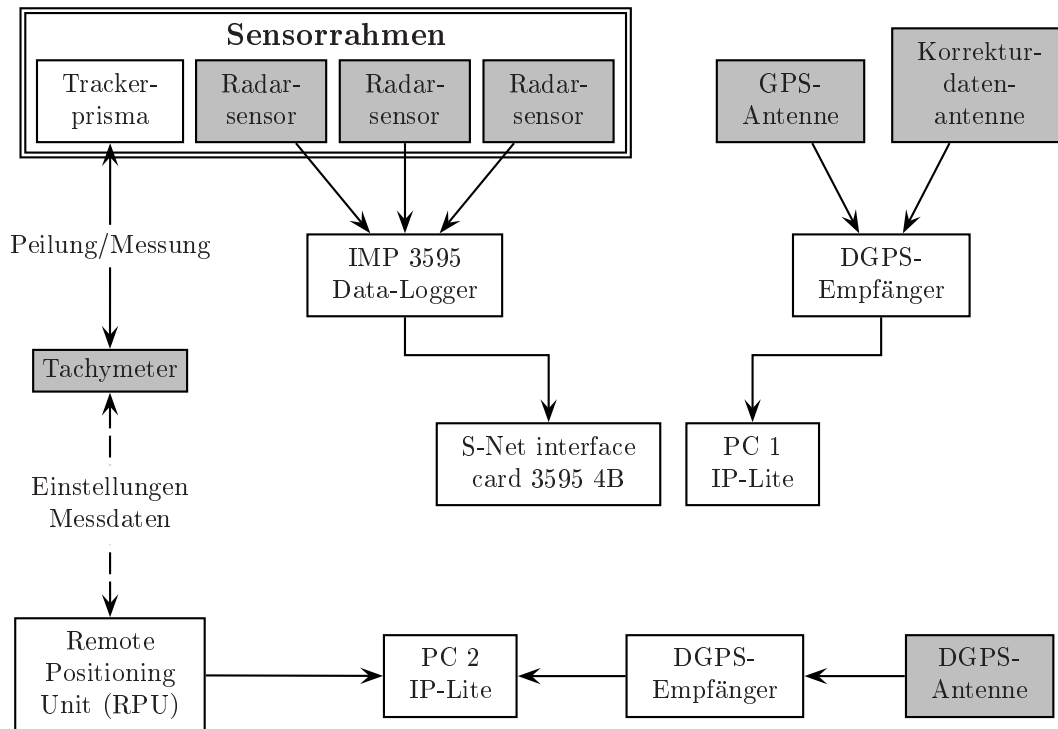 Sensorrahmen
Tracker-
prisma
Radar-
sensor
Radar-
sensor
Radar-
sensor
GPS-
Antenne
Korrektur-
daten-
antenne
Peilung/Messung
IMP 3595
Data-Logger
DGPS-
Empfänger
Tachymeter
S-Net interface
card 3595 4B
PC 1
IP-Lite
Einstellungen
Messdaten
Remote
Positioning
Unit (RPU)
PC 2
IP-Lite
DGPS-
Empfänger
DGPS-
Antenne